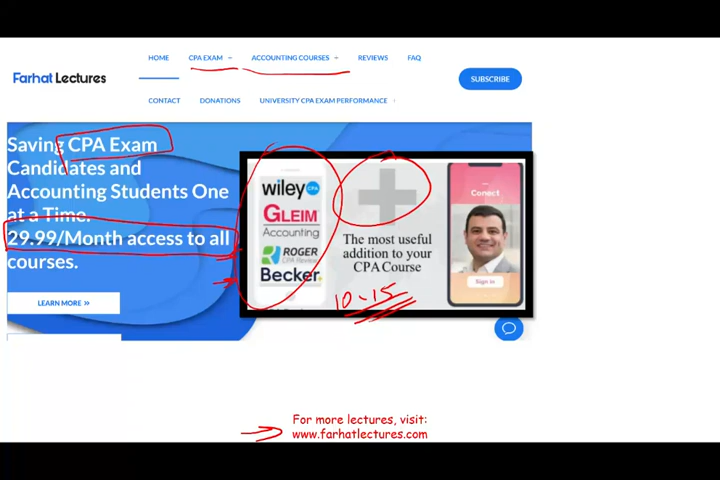 HOME CPA EXAM ACCOUNTING COURSES REVIEWS FAQ
Farhat Lectures
SUBSCRIBE
CONTACT DONATIONS UNIVERSITY CPA EXAM PERFORMANCE
Saving CPA Exam
Candidates and
Accounting Students One
at a Time.
29.99/Month access to all
courses.
LEARN MORE »
wiley CPA
GLEIM
Accounting
ROGER
CPA Review
Becker
The most useful
addition to your
CPA Course
10-15
Conect
Sign in
For more lectures, visit:
www.farhatlectures.com